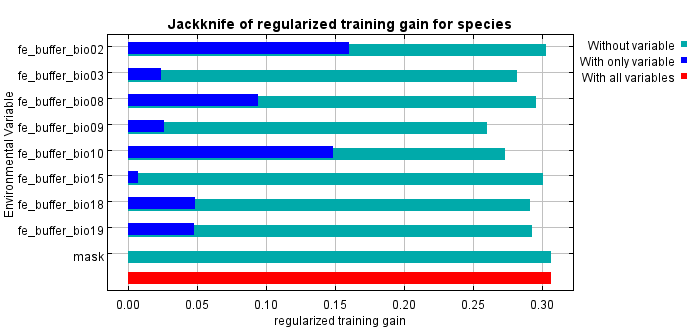 Jackknife of regularized training gain for species
Without variable
With only variable
With all variables
Environmental Variable
fe_buffer_bio02
fe_buffer_bio03
fe_buffer_bio08
fe_buffer_bio09
fe_buffer_bio10
fe_buffer_bio15
fe_buffer_bio18
fe_buffer_bio19
mask
0.00 0.05 0.10 0.15 0.20 0.25 0.30
regularized training gain